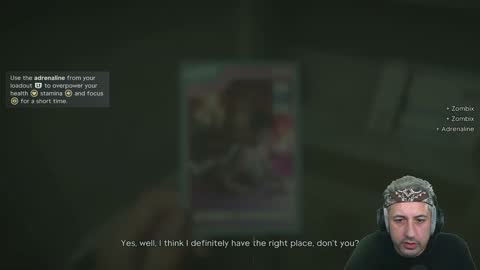 Use the adrenaline from your
loadout to overpower your
health stamina and focus
for a short time.
+ Zombix
+ Zombix
+ Adrenaline
Yes, well, I think I definitely have the right place, don't you?